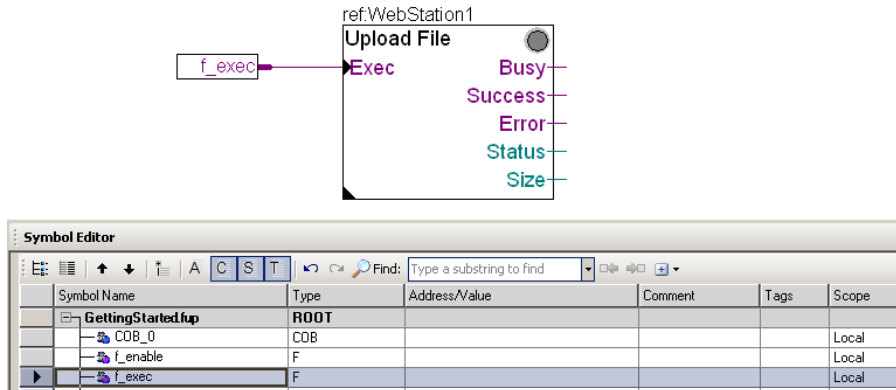 ref:WebStation1
Upload File
f_exec Exec Busy
Success
Error
Status
Size
Symbol Editor
A C S T Find: Type a substring to find
Symbol Name Type Address/Value Comment Tags Scope
GettingStarted.fup ROOT
COB_0 COB Local
f_enable F Local
f_exec F Local